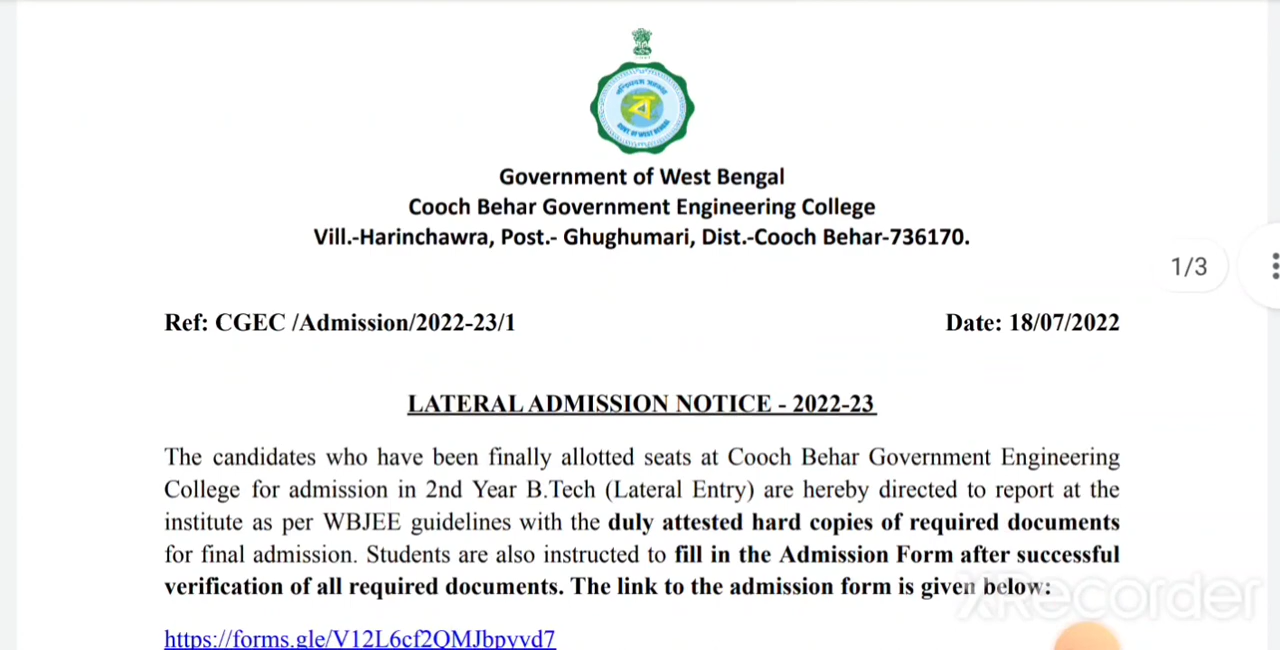 GOVT. OF WEST BENGAL
Government of West Bengal
Cooch Behar Government Engineering College
Vill.-Harinchawra, Post.- Ghughumari, Dist.-Cooch Behar-736170.
1/3
Ref: CGEC /Admission/2022-23/1
Date: 18/07/2022
LATERAL ADMISSION NOTICE - 2022-23
The candidates who have been finally allotted seats at Cooch Behar Government Engineering
College for admission in 2nd Year B.Tech (Lateral Entry) are hereby directed to report at the
institute as per WBJEE guidelines with the duly attested hard copies of required documents
for final admission. Students are also instructed to fill in the Admission Form after successful
verification of all required documents. The link to the admission form is given below:
XRecorder